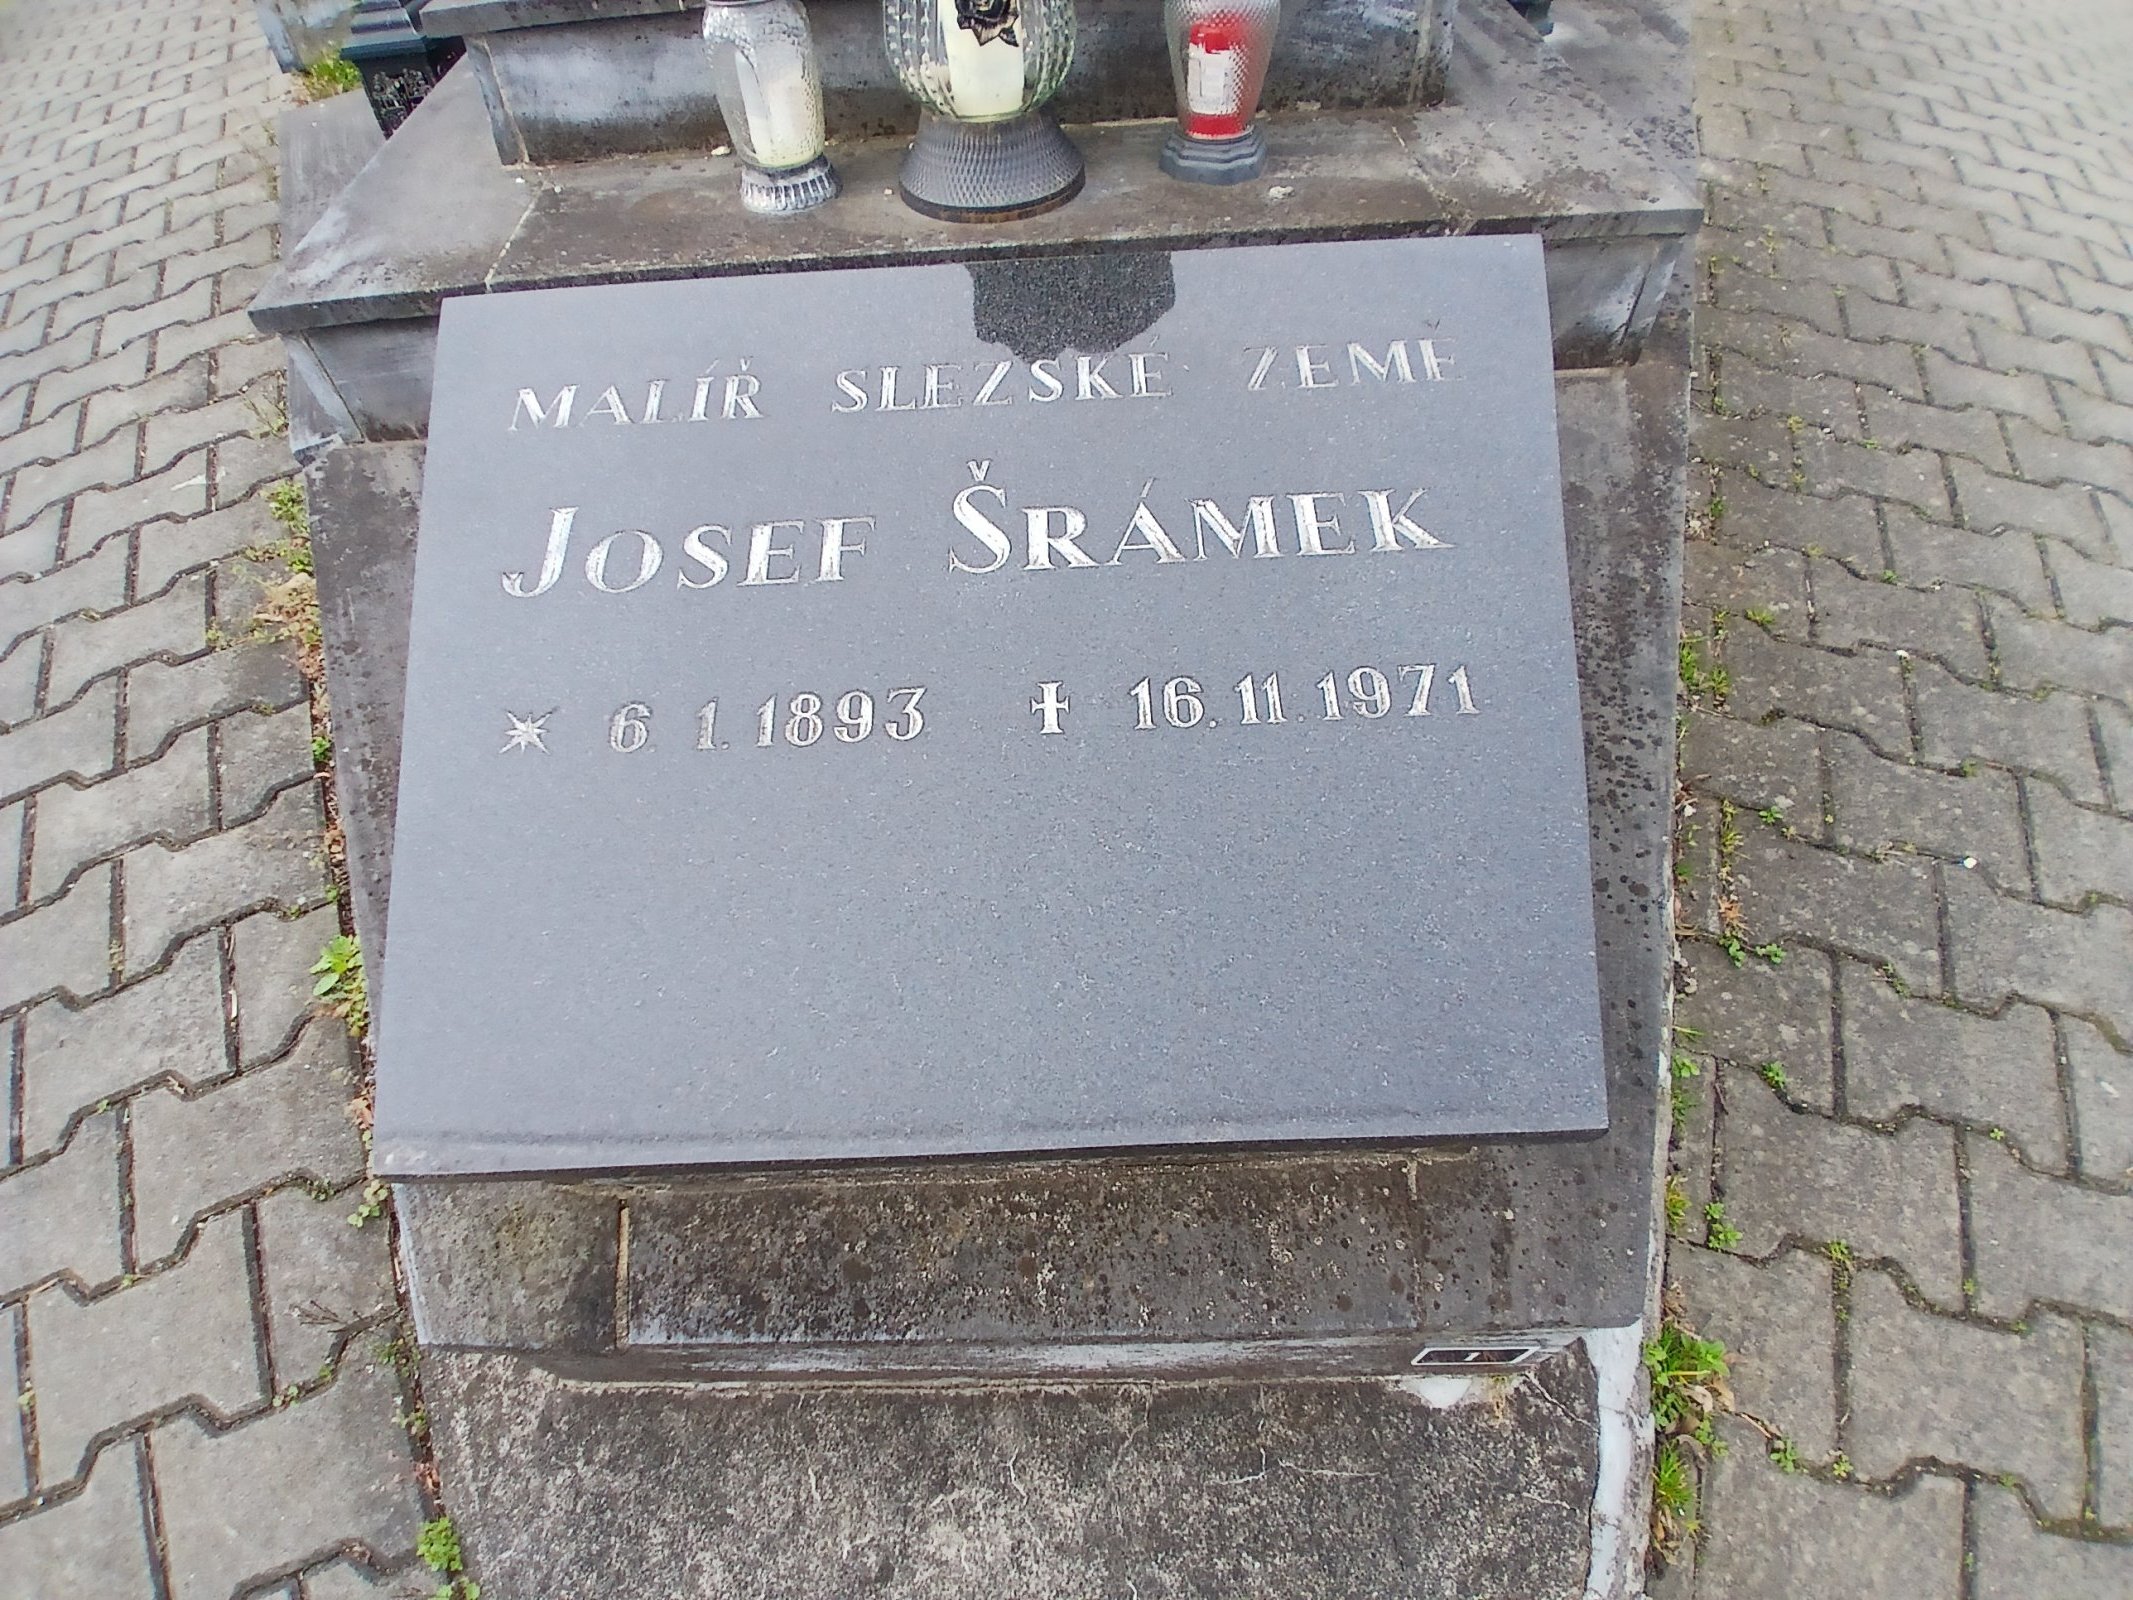 MALÍŘ SLEZSKÉ ZEMĚ
JOSEF ŠRÁMEK
* 6. 1. 1893 ✝ 16. 11. 1971